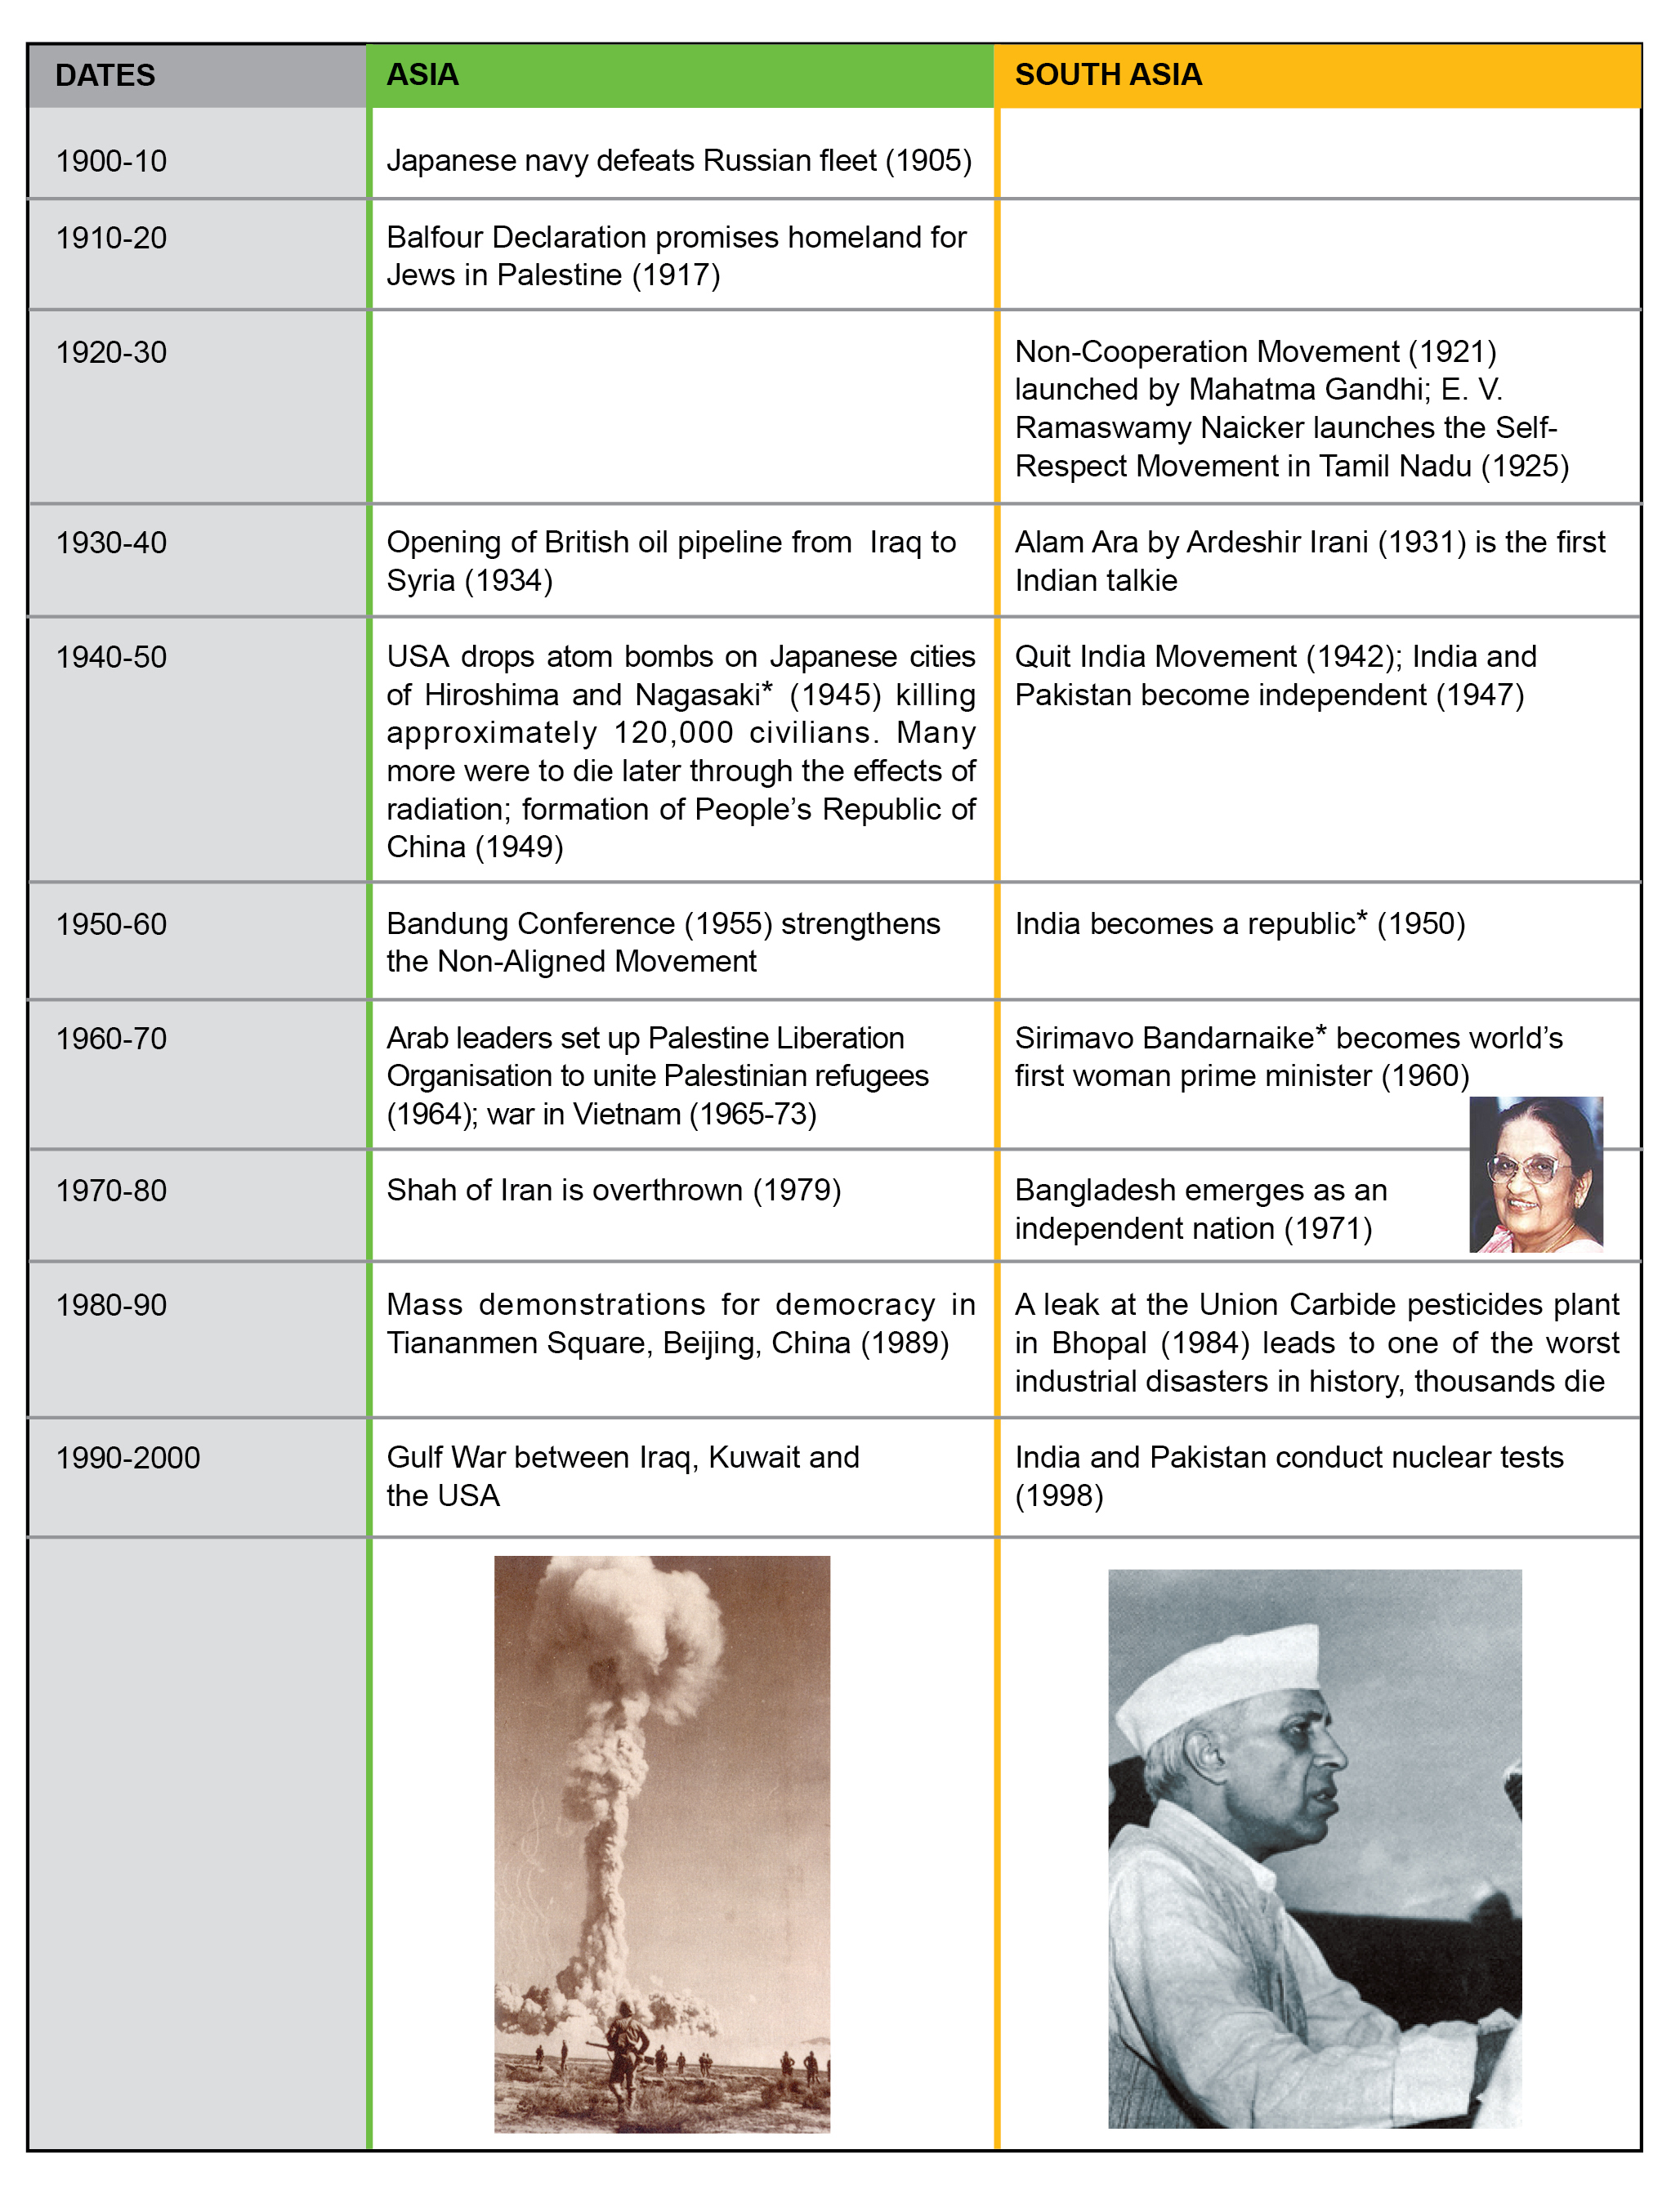 DATES
ASIA
SOUTH ASIA
1900-10
Japanese navy defeats Russian fleet (1905)
1910-20
Balfour Declaration promises homeland for
Jews in Palestine (1917)
1920-30
Non-Cooperation Movement (1921)
launched by Mahatma Gandhi; E. V.
Ramaswamy Naicker launches the Self-
Respect Movement in Tamil Nadu (1925)
1930-40
Opening of British oil pipeline from Iraq to
Syria (1934)
Alam Ara by Ardeshir Irani (1931) is the first
Indian talkie
1940-50
USA drops atom bombs on Japanese cities
of Hiroshima and Nagasaki* (1945) killing
approximately 120,000 civilians. Many
more were to die later through the effects of
radiation; formation of People’s Republic of
China (1949)
Quit India Movement (1942); India and
Pakistan become independent (1947)
1950-60
Bandung Conference (1955) strengthens
the Non-Aligned Movement
India becomes a republic* (1950)
1960-70
Arab leaders set up Palestine Liberation
Organisation to unite Palestinian refugees
(1964); war in Vietnam (1965-73)
Sirimavo Bandarnaike* becomes world’s
first woman prime minister (1960)
1970-80
Shah of Iran is overthrown (1979)
Bangladesh emerges as an
independent nation (1971)
1980-90
Mass demonstrations for democracy in
Tiananmen Square, Beijing, China (1989)
A leak at the Union Carbide pesticides plant
in Bhopal (1984) leads to one of the worst
industrial disasters in history, thousands die
1990-2000
Gulf War between Iraq, Kuwait and
the USA
India and Pakistan conduct nuclear tests
(1998)